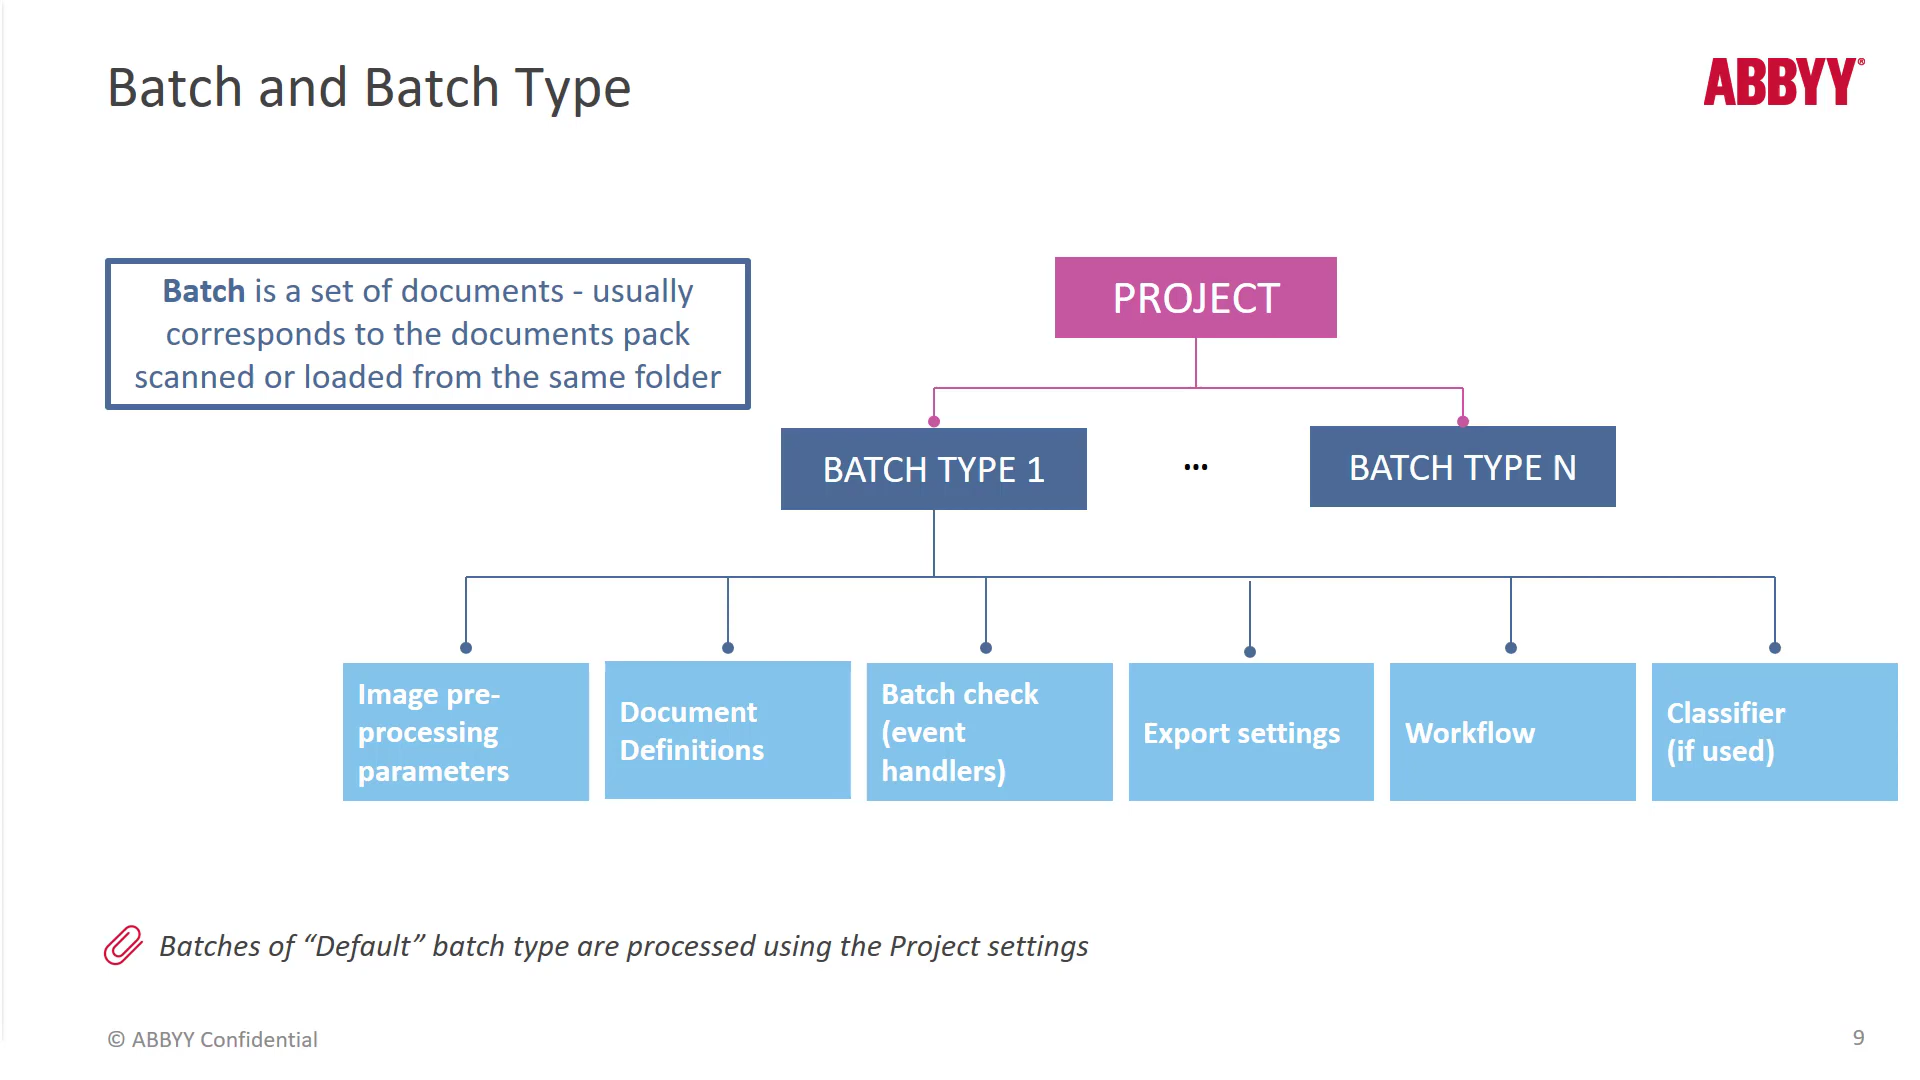 Batch and Batch Type
ABBYY®
Batch is a set of documents - usually
corresponds to the documents pack
scanned or loaded from the same folder
PROJECT
BATCH TYPE 1
...
BATCH TYPE N
Image pre-
processing
parameters
Document
Definitions
Batch check
(event
handlers)
Export settings
Workflow
Classifier
(if used)
Batches of “Default” batch type are processed using the Project settings
© ABBYY Confidential
9